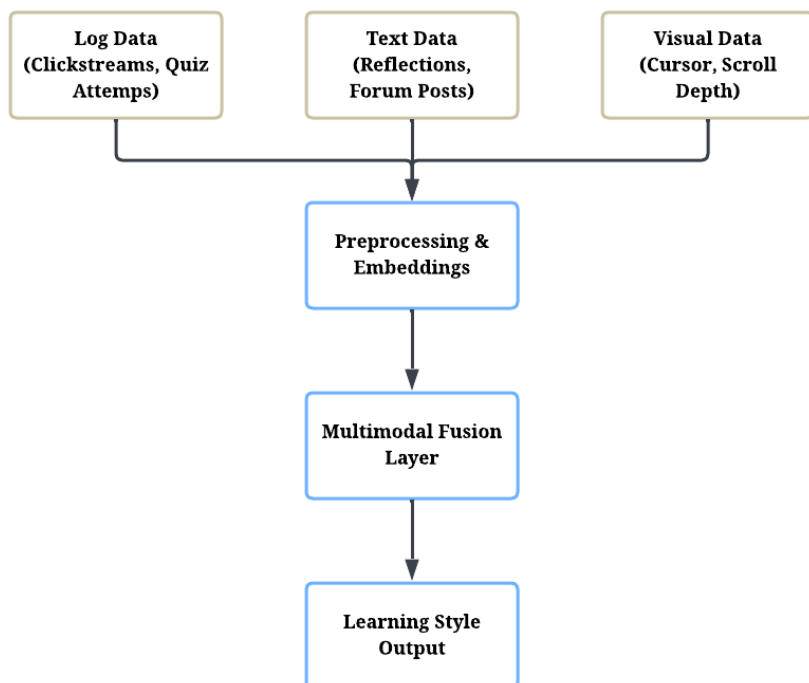 Log Data
(Clickstreams, Quiz
Attemps)
Text Data
(Reflections,
Forum Posts)
Visual Data
(Cursor, Scroll
Depth)
Preprocessing &
Embeddings
Multimodal Fusion
Layer
Learning Style
Output